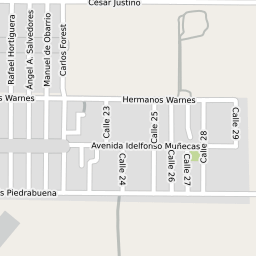 Cesar Justino
Rafael Hortiguera
Ángel A. Salvedores
Manuel de Obarrio
Carlos Forest
s Warnes
Hermanos Warnes
Calle 23
Calle 25
Calle 28
Calle 29
Avenida Idelfonso Muñecas
Calle 24
Calle 26
Calle 27
s Piedrabuena